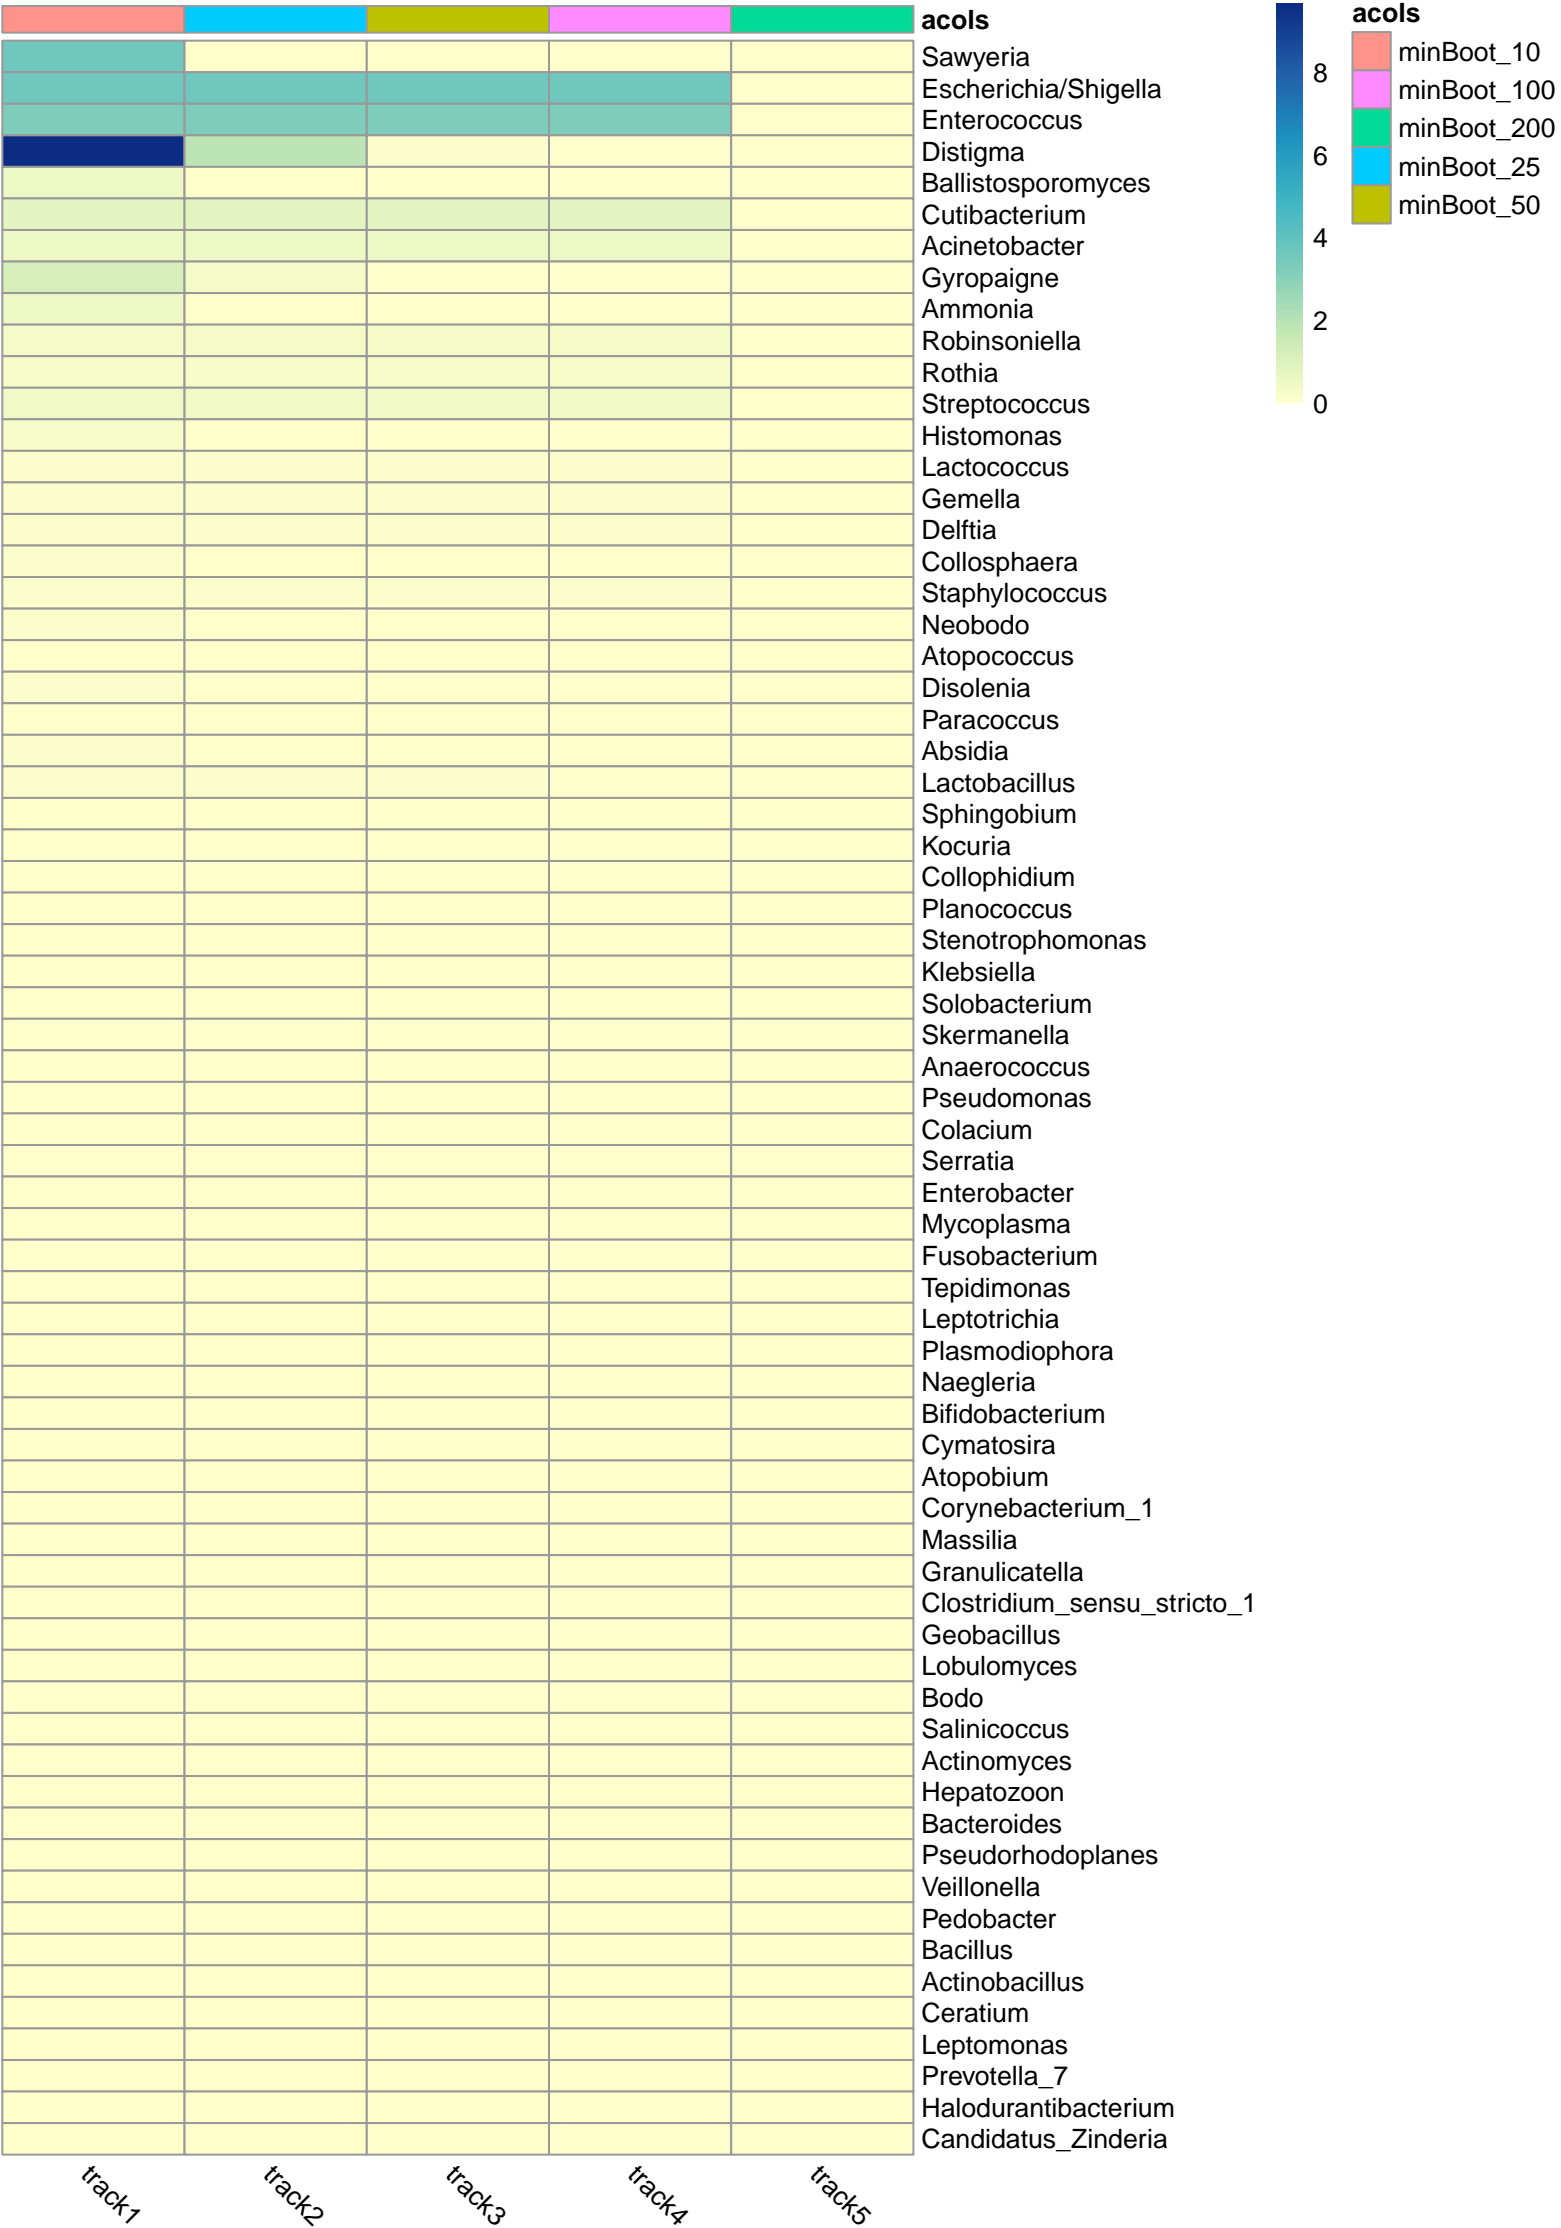 acols
Sawyeria
Escherichia/Shigella
Enterococcus
Distigma
Ballistosporomyces
Cutibacterium
Acinetobacter
Gyropaigne
Ammonia
Robinsoniella
Rothia
Streptococcus
Histomonas
Lactococcus
Gemella
Delftia
Collosphaera
Staphylococcus
Neobodo
Atopococcus
Disolenia
Paracoccus
Absidia
Lactobacillus
Sphingobium
Kocuria
Collophidium
Planococcus
Stenotrophomonas
Klebsiella
Solobacterium
Skermanella
Anaerococcus
Pseudomonas
Colacium
Serratia
Enterobacter
Mycoplasma
Fusobacterium
Tepidimonas
Leptotrichia
Plasmodiophora
Naegleria
Bifidobacterium
Cymatosira
Atopobium
Corynebacterium_1
Massilia
Granulicatella
Clostridium_sensu_stricto_1
Geobacillus
Lobulomyces
Bodo
Salinicoccus
Actinomyces
Hepatozoon
Bacteroides
Pseudorhodoplanes
Veillonella
Pedobacter
Bacillus
Actinobacillus
Ceratium
Leptomonas
Prevotella_7
Halodurantibacterium
Candidatus_Zinderia
track1
track2
track3
track4
track5
8
6
4
2
0
acols
minBoot_10
minBoot_100
minBoot_200
minBoot_25
minBoot_50